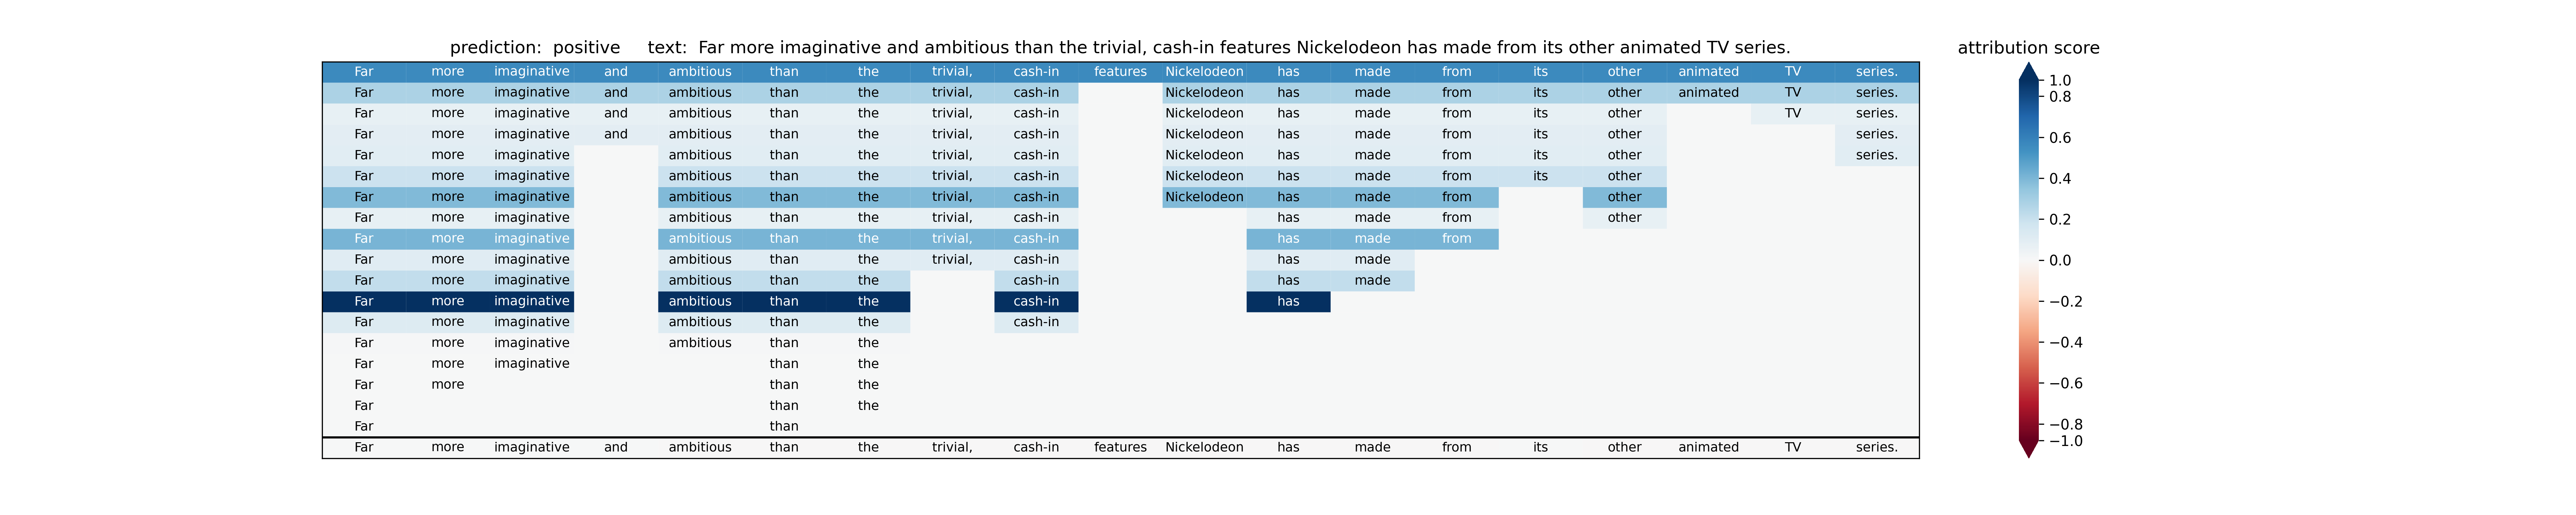 prediction: positive text: Far more imaginative and ambitious than the trivial, cash-in features Nickelodeon has made from its other animated TV series.
attribution score
Far more imaginative and ambitious than the trivial, cash-in features Nickelodeon has made from its other animated TV series.
Far more imaginative and ambitious than the trivial, cash-in Nickelodeon has made from its other animated TV series.
Far more imaginative and ambitious than the trivial, cash-in Nickelodeon has made from its other TV series.
Far more imaginative and ambitious than the trivial, cash-in Nickelodeon has made from its other series.
Far more imaginative ambitious than the trivial, cash-in Nickelodeon has made from its other series.
Far more imaginative ambitious than the trivial, cash-in Nickelodeon has made from its other
Far more imaginative ambitious than the trivial, cash-in Nickelodeon has made from other
Far more imaginative ambitious than the trivial, cash-in has made from other
Far more imaginative ambitious than the trivial, cash-in has made from
Far more imaginative ambitious than the trivial, cash-in has made
Far more imaginative ambitious than the cash-in has made
Far more imaginative ambitious than the cash-in has
Far more imaginative ambitious than the cash-in
Far more imaginative ambitious than the
Far more imaginative than the
Far more than the
Far than the
Far than
Far more imaginative and ambitious than the trivial, cash-in features Nickelodeon has made from its other animated TV series.
1.0
0.8
0.6
0.4
0.2
0.0
−0.2
−0.4
−0.6
−0.8
−1.0